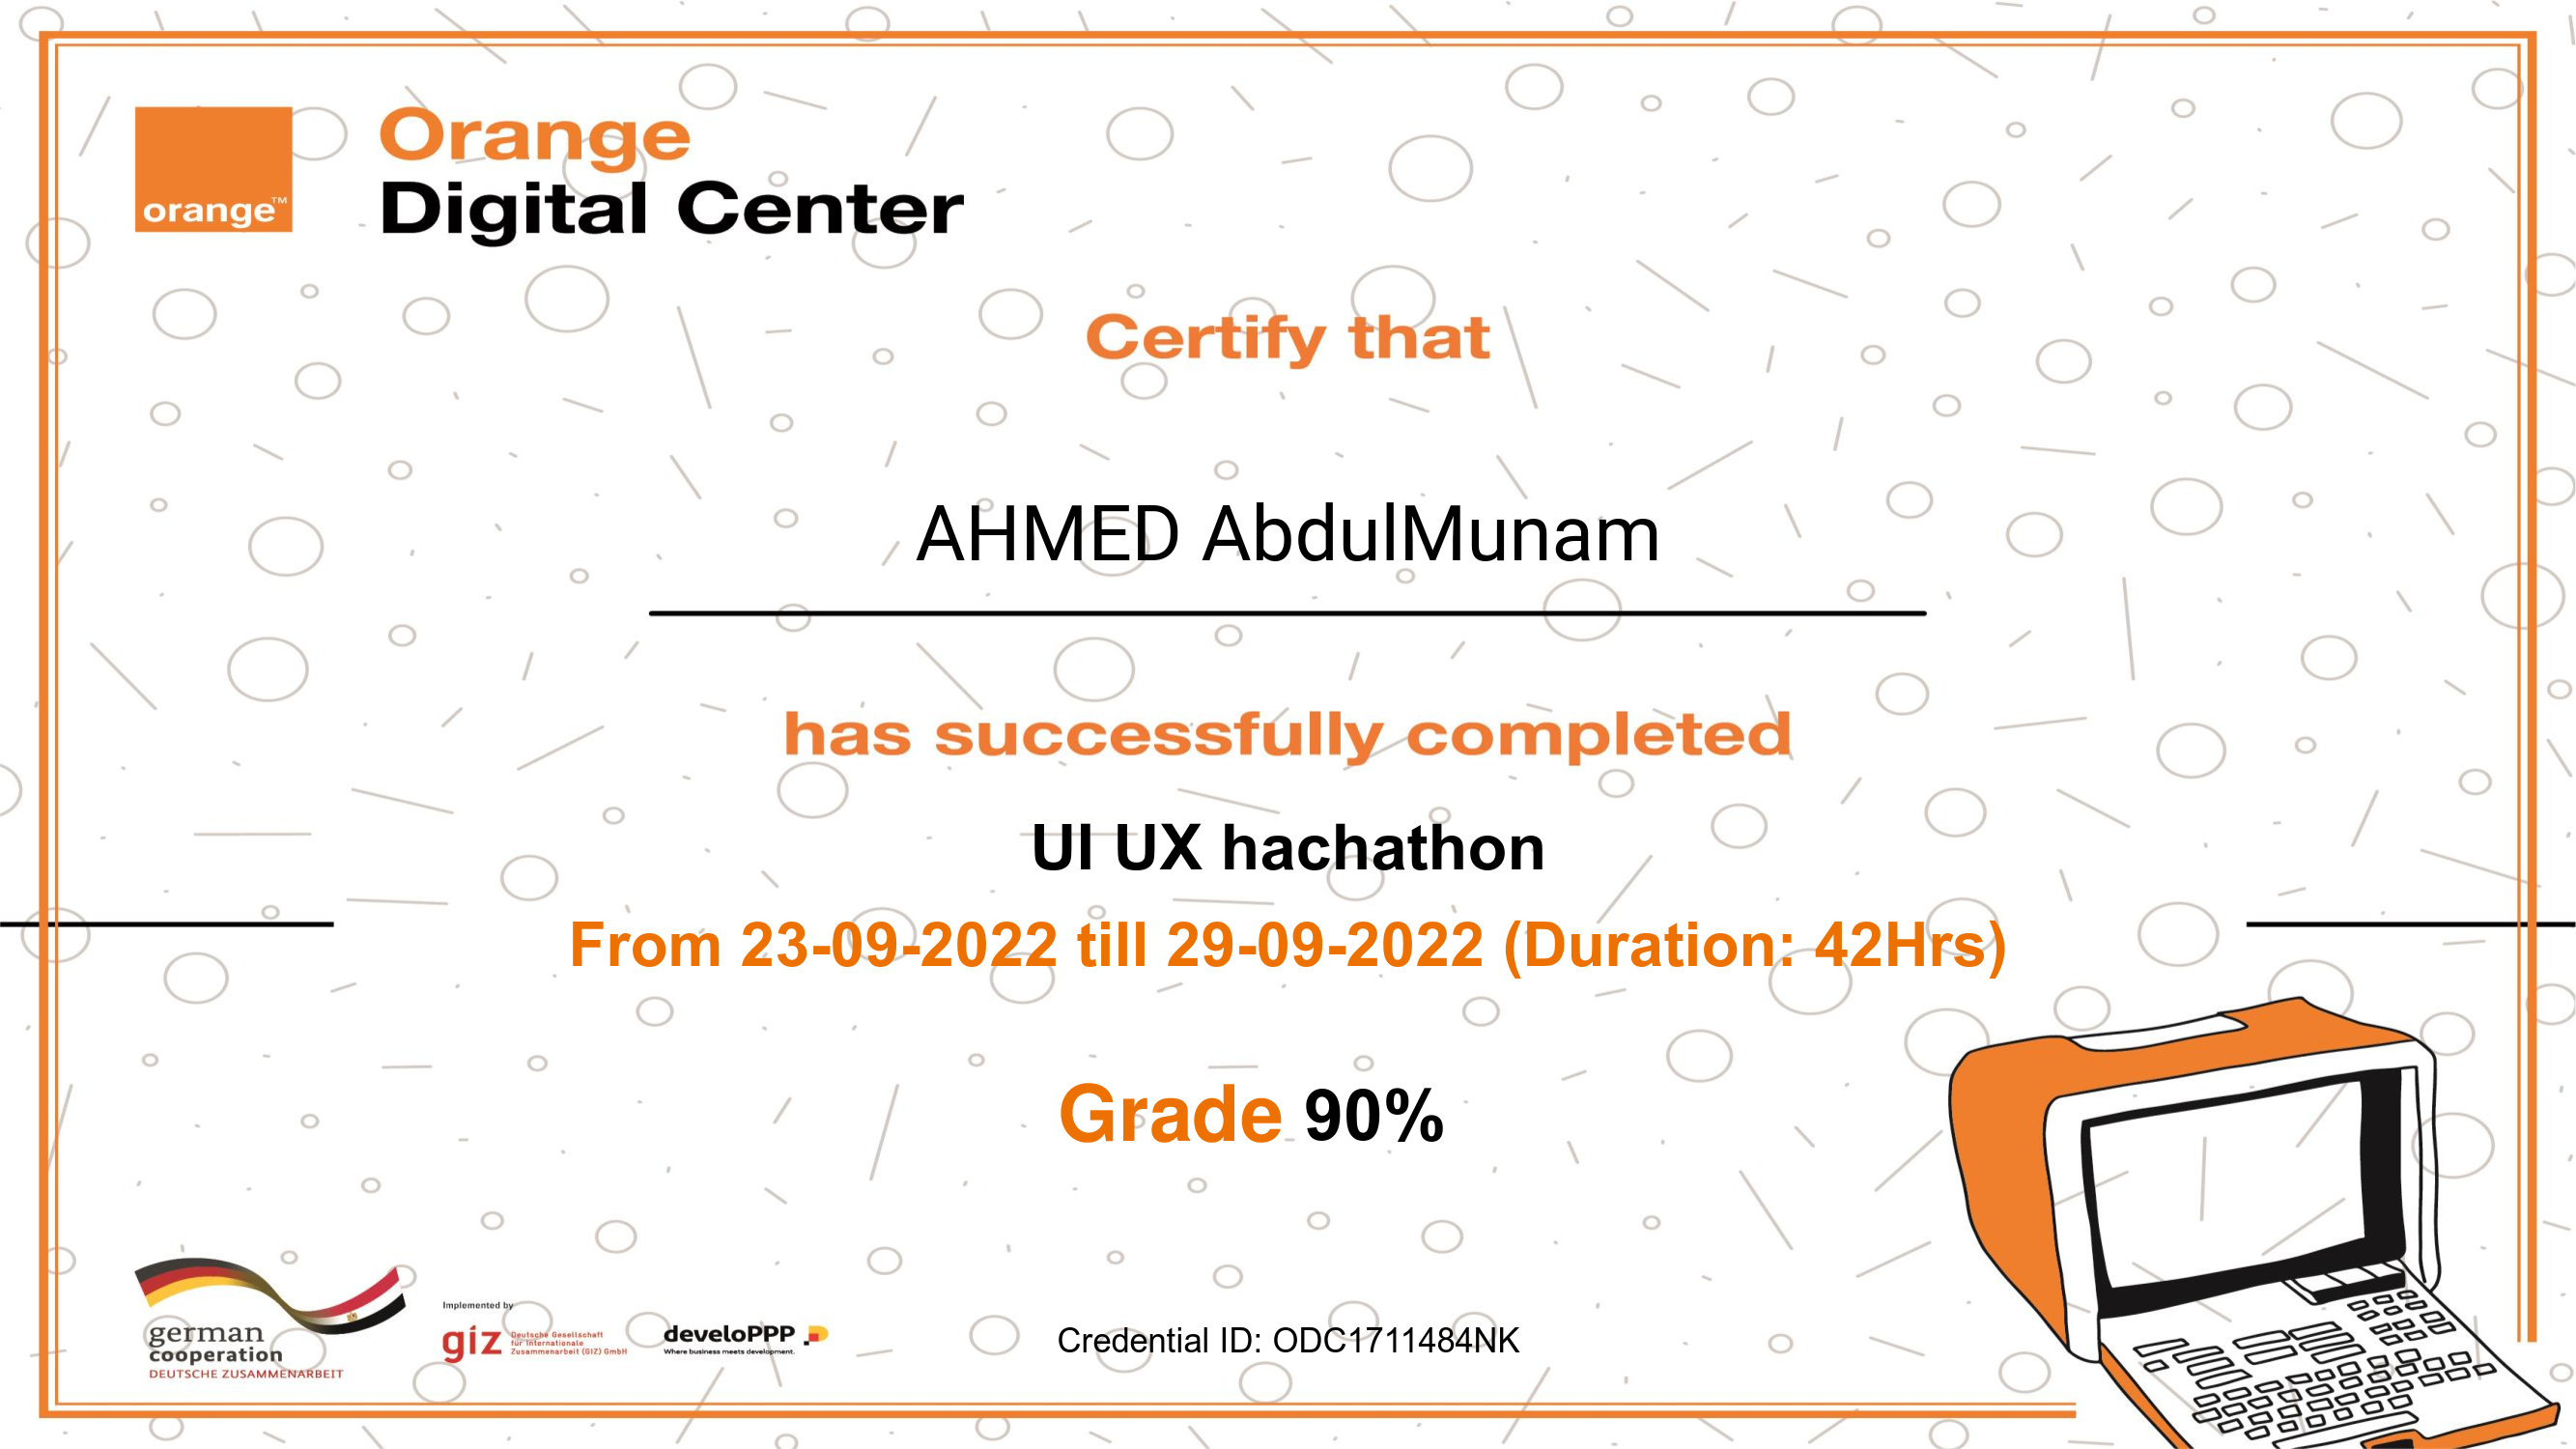 orange™
Orange
Digital Center
Certify that
AHMED AbdulMunam
has successfully completed
UI UX hachathon
From 23-09-2022 till 29-09-2022 (Duration: 42Hrs)
Grade 90%
german
cooperation
DEUTSCHE ZUSAMMENARBEIT
Implemented by
giz Deutsche Gesellschaft
für Internationale
Zusammenarbeit (GIZ) GmbH
develoPPP
Where business meets development.
Credential ID: ODC1711484NK